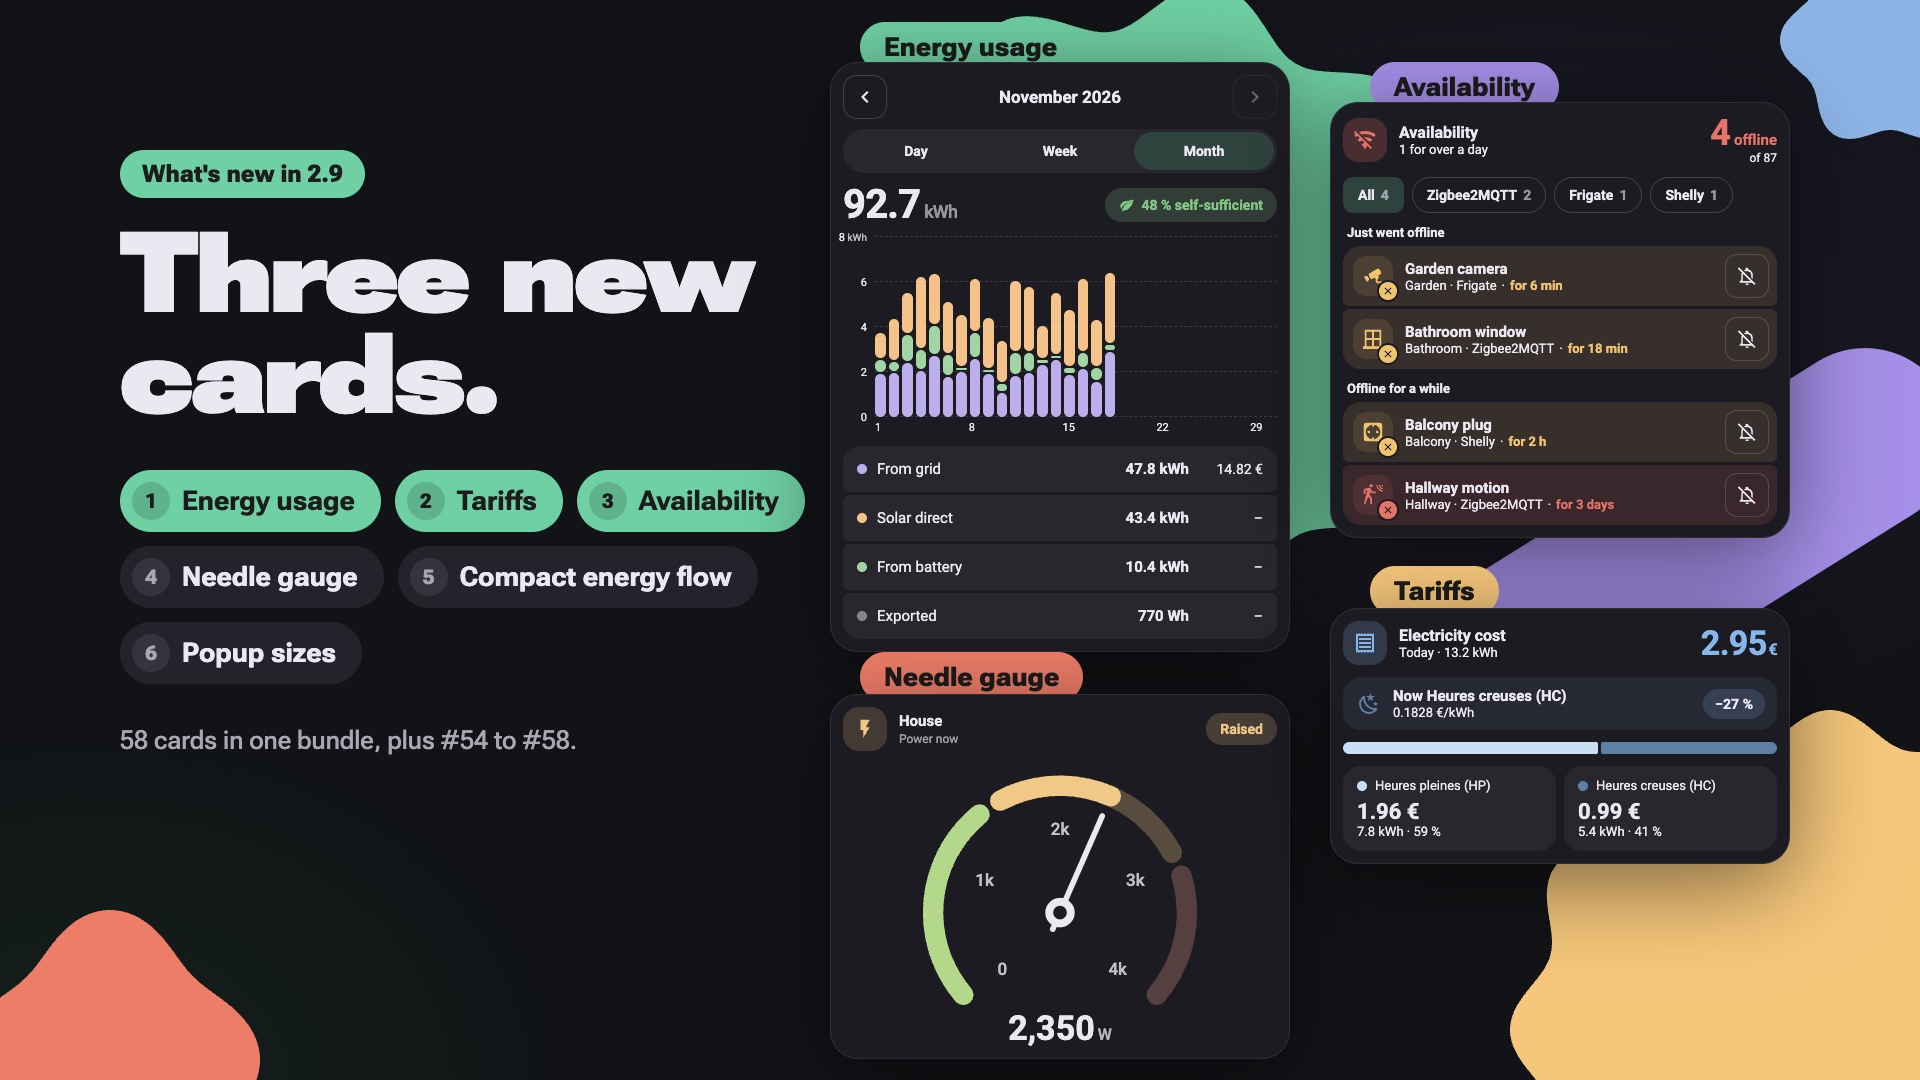 What's new in 2.9
Three new
cards.
1 Energy usage
2 Tariffs
3 Availability
4 Needle gauge
5 Compact energy flow
6 Popup sizes
58 cards in one bundle, plus #54 to #58.
Energy usage
November 2026
Day Week Month
92.7 kWh
48 % self-sufficient
8 kWh
6
4
2
0
1 8 15 22 29
From grid 47.8 kWh 14.82 €
Solar direct 43.4 kWh –
From battery 10.4 kWh –
Exported 770 Wh –
Needle gauge
House
Power now
Raised
2k
1k 3k
0 4k
2,350 W
Availability
Availability
1 for over a day
4 offline
of 87
All 4 Zigbee2MQTT 2 Frigate 1 Shelly 1
Just went offline
Garden camera
Garden · Frigate · for 6 min
Bathroom window
Bathroom · Zigbee2MQTT · for 18 min
Offline for a while
Balcony plug
Balcony · Shelly · for 2 h
Hallway motion
Hallway · Zigbee2MQTT · for 3 days
Tariffs
Electricity cost
Today · 13.2 kWh
2.95 €
Now Heures creuses (HC)
0.1828 €/kWh
−27 %
Heures pleines (HP)
1.96 €
7.8 kWh · 59 %
Heures creuses (HC)
0.99 €
5.4 kWh · 41 %